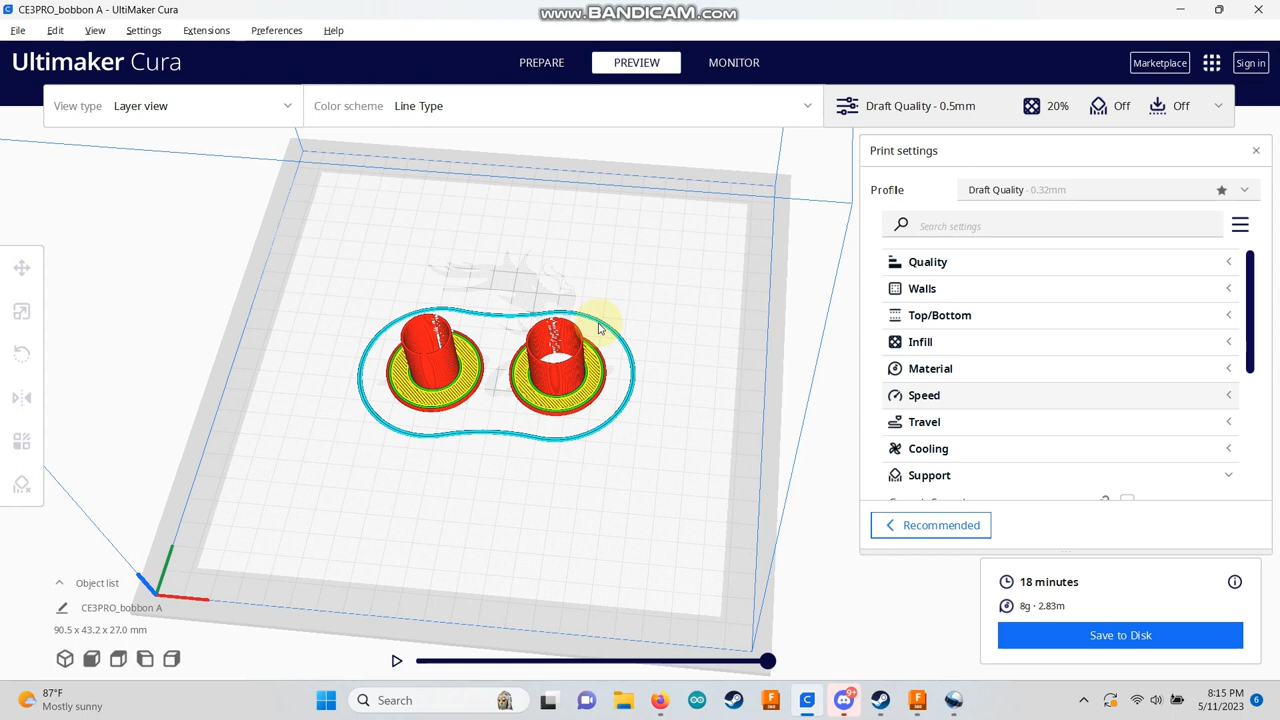 CE3PRO_bobbon A - UltiMaker Cura
www.BANDICAM.com
File Edit View Settings Extensions Preferences Help
Ultimaker Cura
PREPARE PREVIEW MONITOR
Marketplace
Sign in
View type Layer view
Color scheme Line Type
Draft Quality - 0.5mm
20%
Off
Off
Print settings
Profile
Draft Quality - 0.32mm
Search settings
Quality
Walls
Top/Bottom
Infill
Material
Speed
Travel
Cooling
Support
Recommended
Object list
CE3PRO_bobbon A
90.5 x 43.2 x 27.0 mm
18 minutes
8g · 2.83m
Save to Disk
87°F
Mostly sunny
Search
9+
8:15 PM
5/11/2023
6